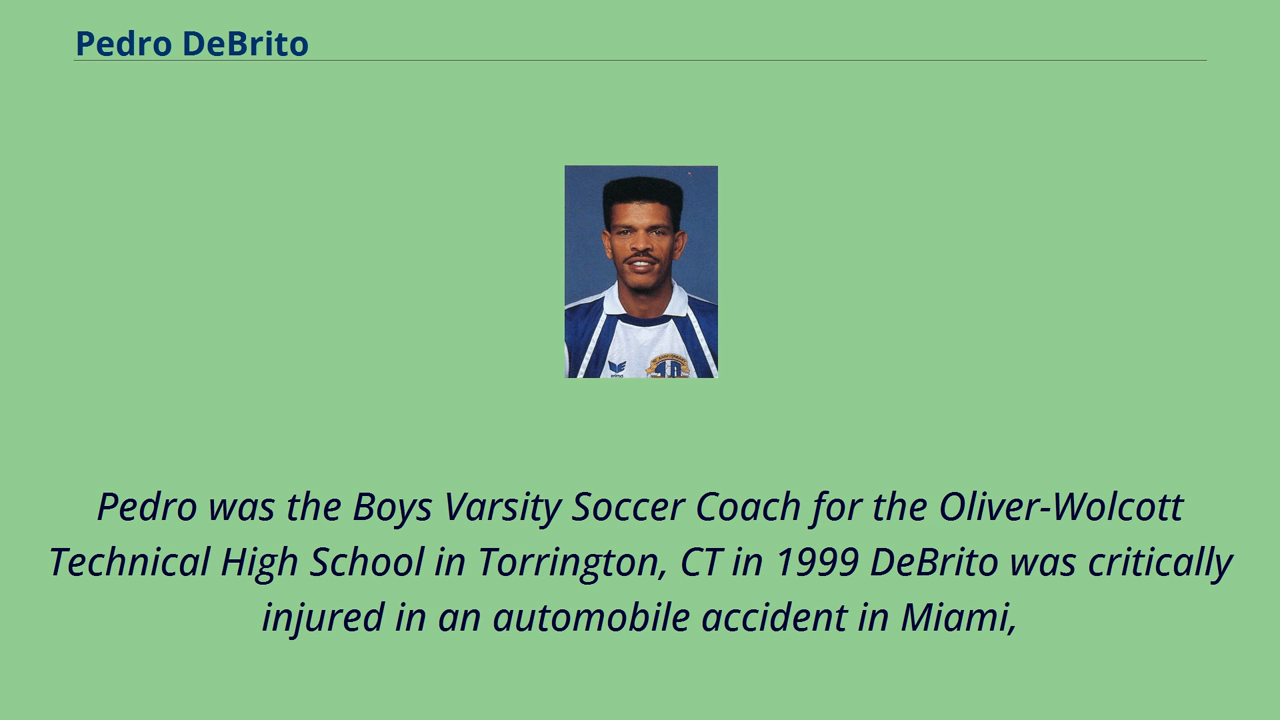 Pedro DeBrito
Pedro was the Boys Varsity Soccer Coach for the Oliver-Wolcott
Technical High School in Torrington, CT in 1999 DeBrito was critically
injured in an automobile accident in Miami,